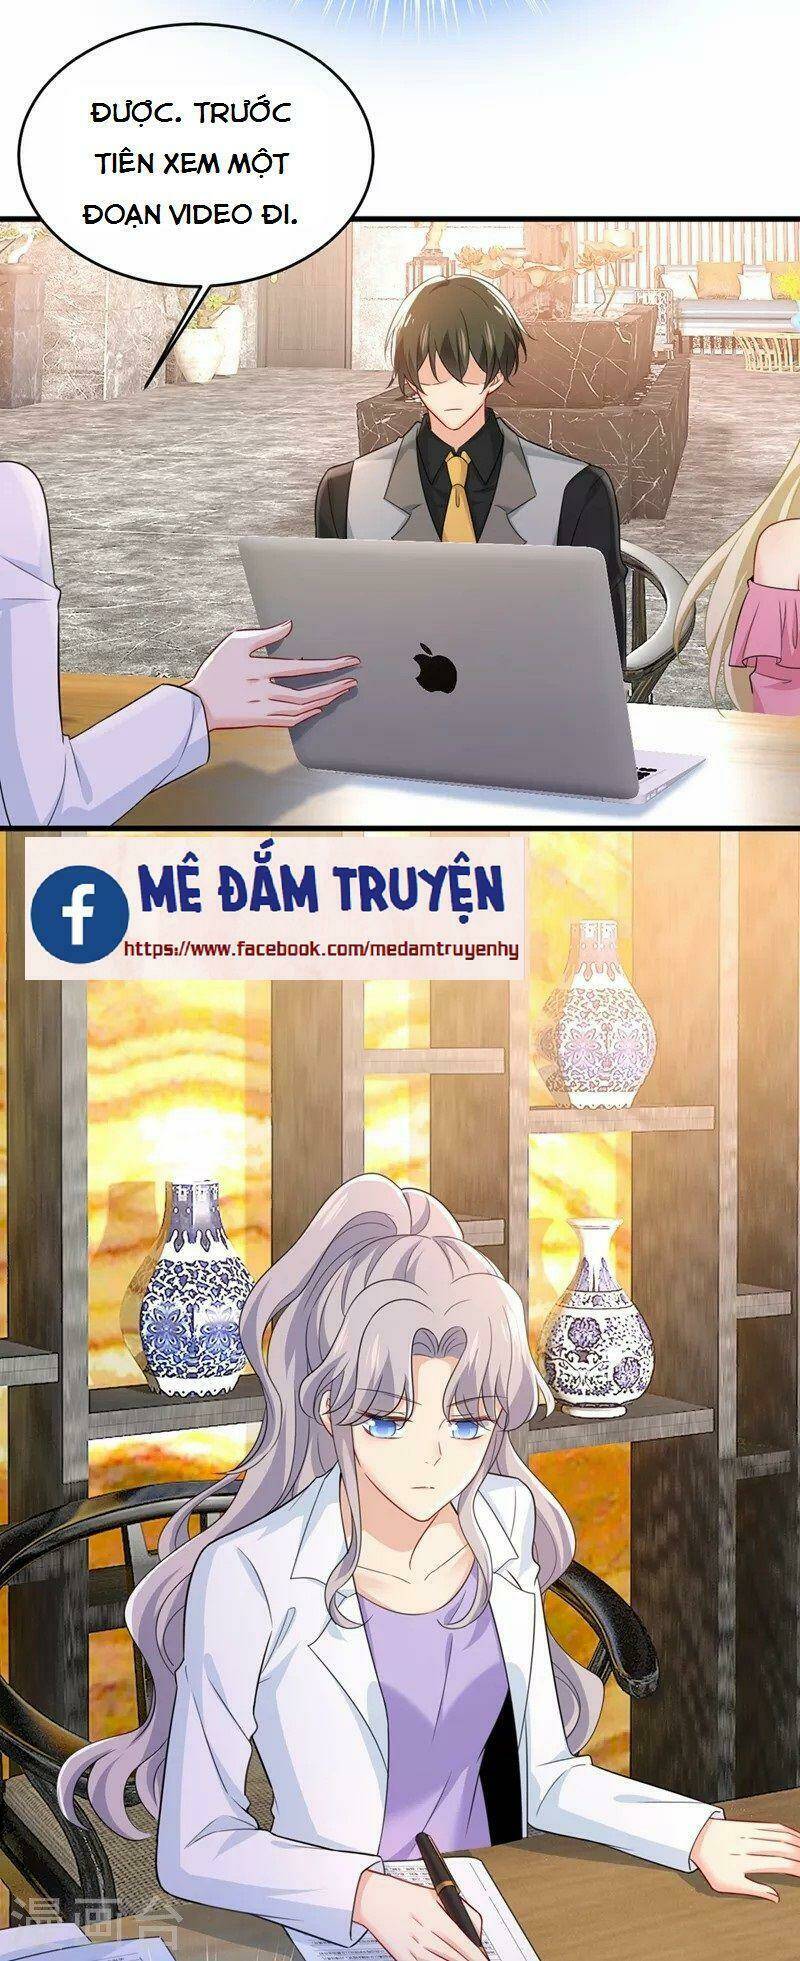 ĐƯỢC. TRƯỚC
TIÊN XEM MỘT
ĐOẠN VIDEO ĐI.
f MÊ ĐẮM TRUYỆN
https://www.facebook.com/medamtruyenhy
漫画台